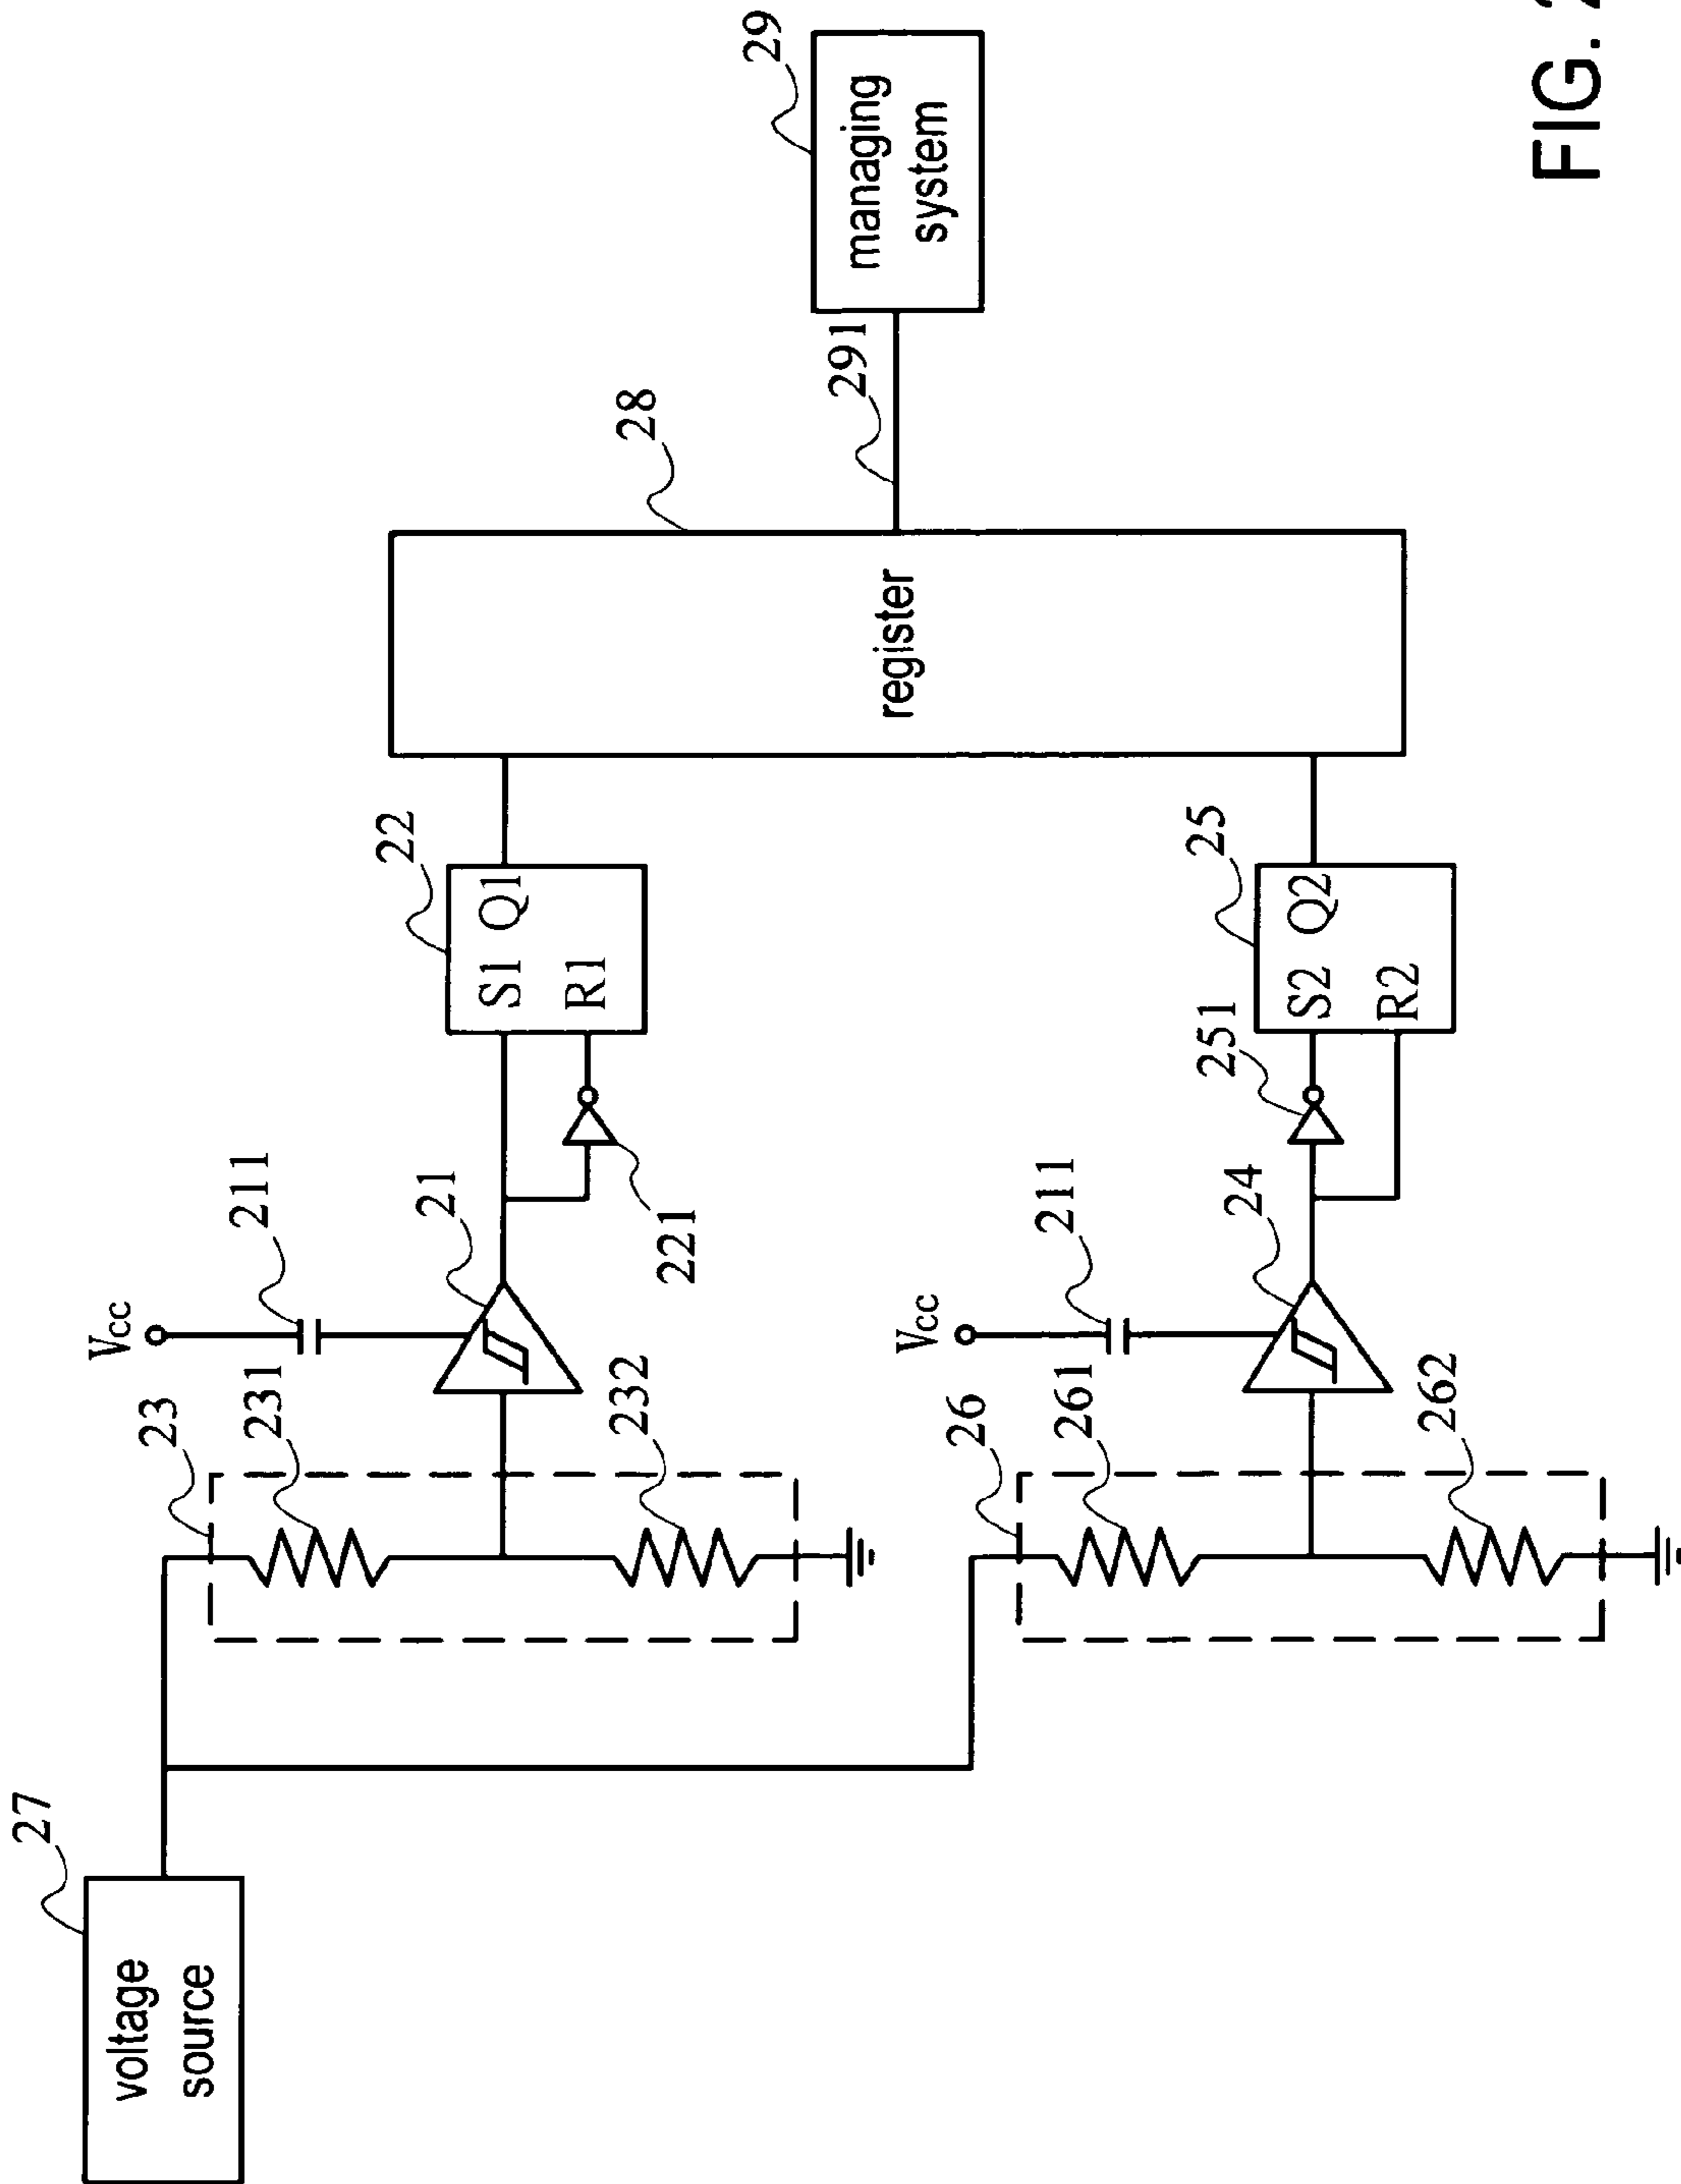 27
voltage
source
23
Vcc
211
231
21
232
221
22
S1 Q1
R1
26
Vcc
211
261
24
262
251
25
S2 Q2
R2
28
register
291
29
managing
system
FIG. 2